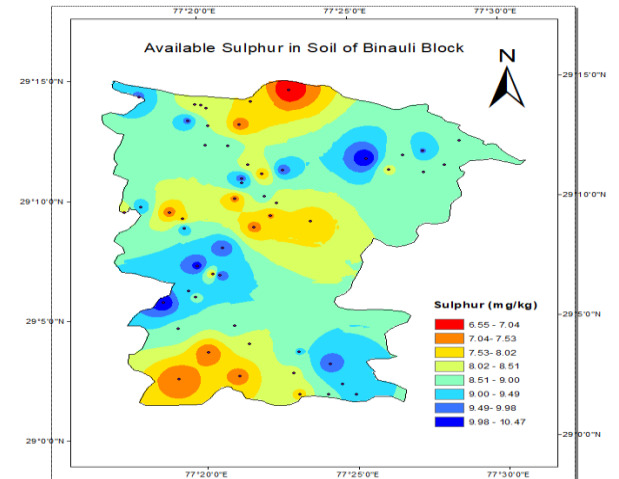 77°20'0"E 77°25'0"E 77°30'0"E
Available Sulphur in Soil of Binauli Block
N
29°15'0"N 29°15'0"N
29°10'0"N 29°10'0"N
29°5'0"N 29°5'0"N
29°0'0"N 29°0'0"N
Sulphur (mg/kg)
6.55 - 7.04
7.04 - 7.53
7.53 - 8.02
8.02 - 8.51
8.51 - 9.00
9.00 - 9.49
9.49 - 9.98
9.98 - 10.47
77°20'0"E 77°25'0"E 77°30'0"E